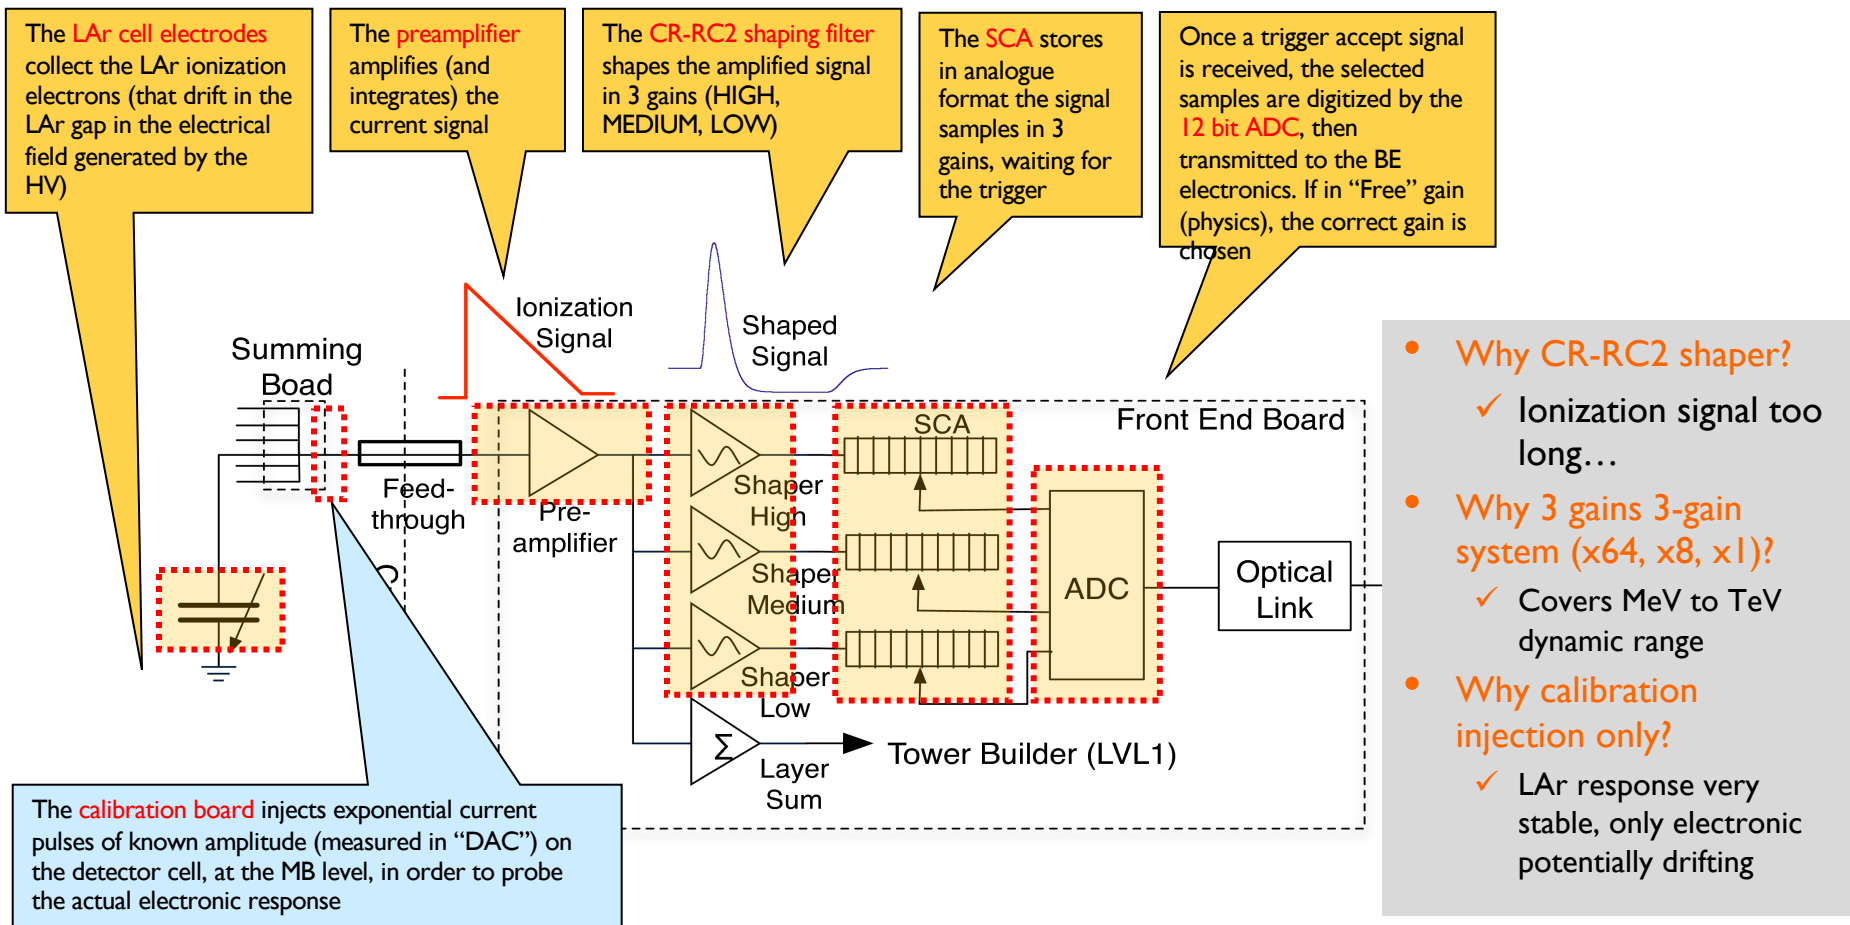 The LAr cell electrodes
collect the LAr ionization
electrons (that drift in the
LAr gap in the electrical
field generated by the
HV)
The preamplifier
amplifies (and
integrates) the
current signal
The CR-RC2 shaping filter
shapes the amplified signal
in 3 gains (HIGH,
MEDIUM, LOW)
The SCA stores
in analogue
format the signal
samples in 3
gains, waiting for
the trigger
Once a trigger accept signal
is received, the selected
samples are digitized by the
12 bit ADC, then
transmitted to the BE
electronics. If in “Free” gain
(physics), the correct gain is
chosen
Ionization
Signal
Shaped
Signal
Summing
Boad
Feed-
through
Pre-
amplifier
Shaper
High
Shaper
Medium
Shaper
Low
Σ
Layer
Sum
SCA
Front End Board
ADC
Optical
Link
Tower Builder (LVL1)
The calibration board injects exponential current
pulses of known amplitude (measured in “DAC”) on
the detector cell, at the MB level, in order to probe
the actual electronic response
• Why CR-RC2 shaper?
✓ Ionization signal too
long…
• Why 3 gains 3-gain
system (x64, x8, x1)?
✓ Covers MeV to TeV
dynamic range
• Why calibration
injection only?
✓ LAr response very
stable, only electronic
potentially drifting